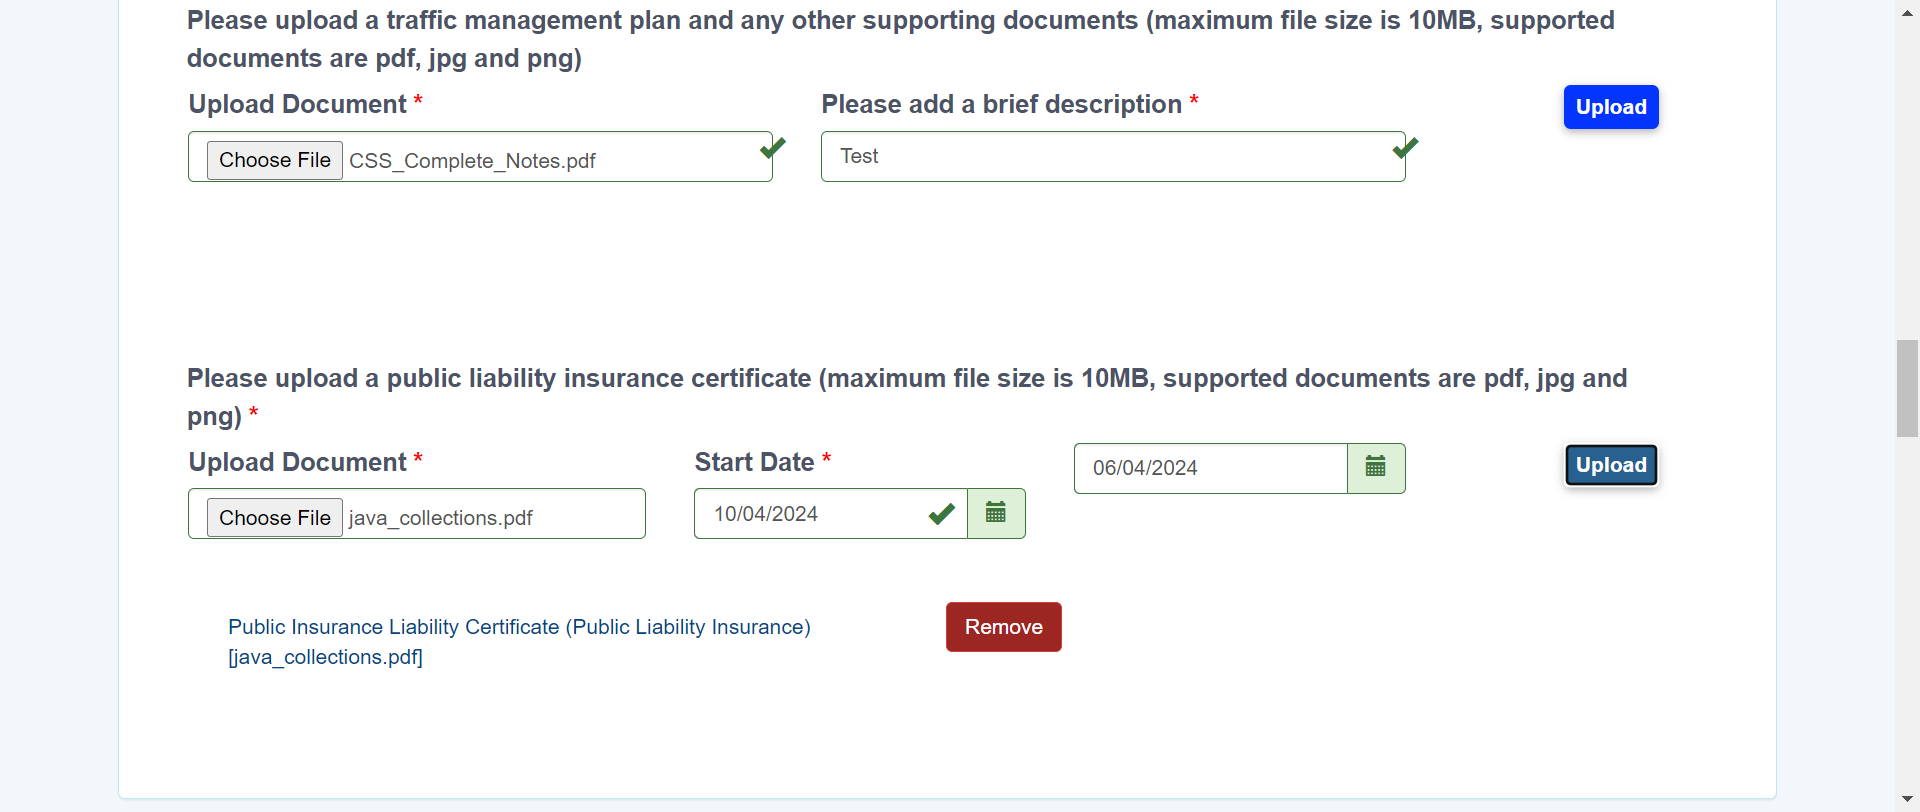 Please upload a traffic management plan and any other supporting documents (maximum file size is 10MB, supported
documents are pdf, jpg and png)
Upload Document *
Please add a brief description *
Upload
Choose File CSS_Complete_Notes.pdf
Test
Please upload a public liability insurance certificate (maximum file size is 10MB, supported documents are pdf, jpg and
png) *
Upload Document *
Start Date *
06/04/2024
Upload
Choose File java_collections.pdf
10/04/2024
Public Insurance Liability Certificate (Public Liability Insurance)
[java_collections.pdf]
Remove